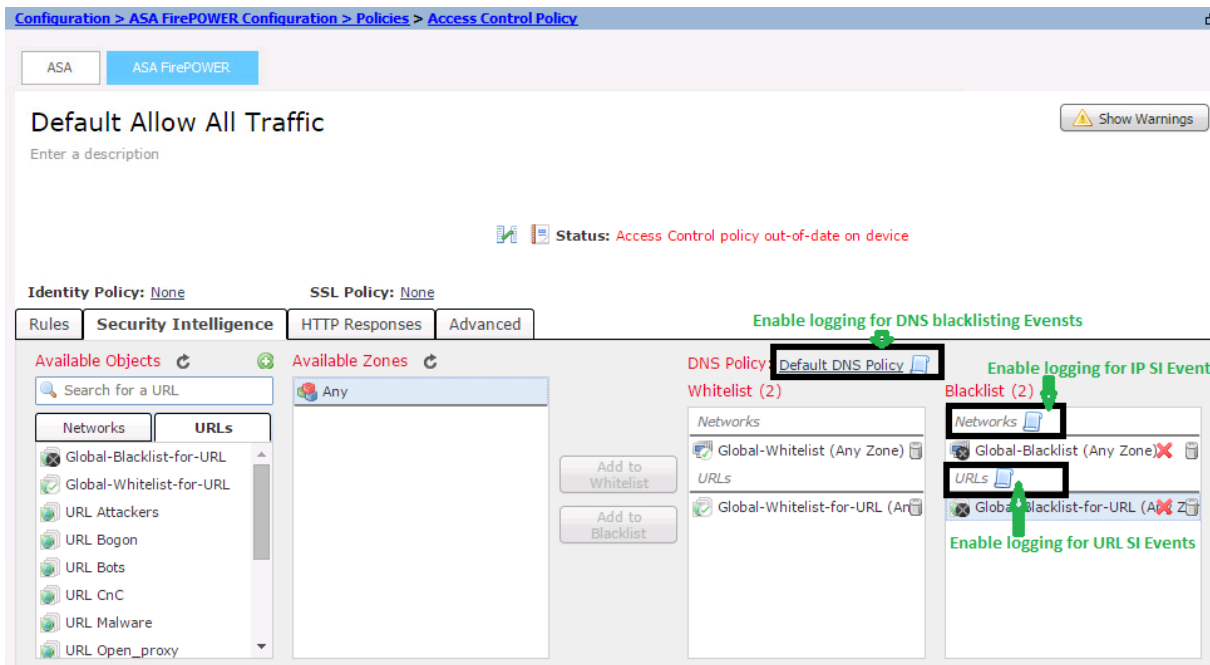 Configuration > ASA FirePOWER Configuration > Policies > Access Control Policy
ASA
ASA FirePOWER
Default Allow All Traffic
Show Warnings
Enter a description
Status: Access Control policy out-of-date on device
Identity Policy: None
SSL Policy: None
Rules
Security Intelligence
HTTP Responses
Advanced
Enable logging for DNS blacklisting Evensts
Available Objects
Available Zones
DNS Policy: Default DNS Policy
Enable logging for IP SI Event
Search for a URL
Any
Whitelist (2)
Blacklist (2)
Networks
URLs
Networks
Networks
Global-Blacklist-for-URL
Global-Whitelist (Any Zone)
Global-Blacklist (Any Zone)
Global-Whitelist-for-URL
Add to Whitelist
URLs
URLs
URL Attackers
Add to Blacklist
Global-Whitelist-for-URL (An
Global-Blacklist-for-URL (Any Z
URL Bogon
Enable logging for URL SI Events
URL Bots
URL CnC
URL Malware
URL Open_proxy